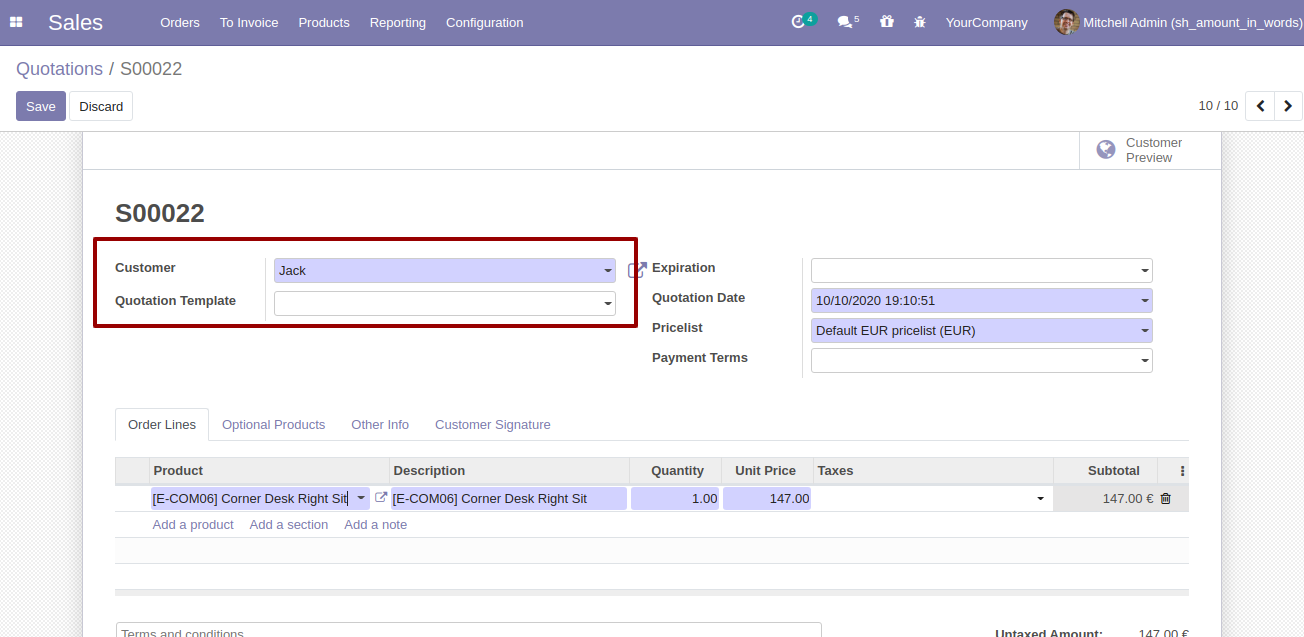 Sales Orders To Invoice Products Reporting Configuration 4 5 YourCompany Mitchell Admin (sh_amount_in_words)
Quotations / S00022
Save Discard 10 / 10
Customer
Preview
S00022
Customer Jack Expiration
Quotation Template Quotation Date 10/10/2020 19:10:51
Pricelist Default EUR pricelist (EUR)
Payment Terms
Order Lines Optional Products Other Info Customer Signature
Product Description Quantity Unit Price Taxes Subtotal
[E-COM06] Corner Desk Right Sit [E-COM06] Corner Desk Right Sit 1.00 147.00 147.00 €
Add a product Add a section Add a note
Terms and conditions Untaxed Amount: 147.00 €